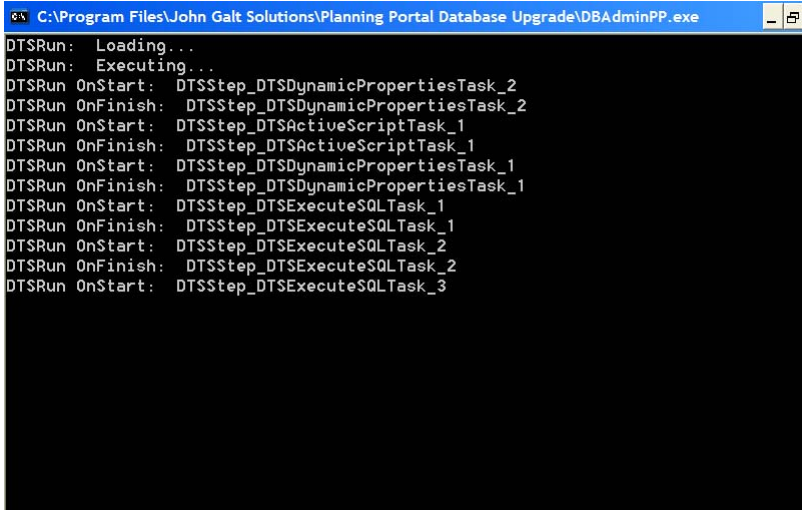 C:\Program Files\John Galt Solutions\Planning Portal Database Upgrade\DBAdminPP.exe
DTSRun:  Loading...
DTSRun:  Executing...
DTSRun OnStart:  DTSStep_DTSDynamicPropertiesTask_2
DTSRun OnFinish:  DTSStep_DTSDynamicPropertiesTask_2
DTSRun OnStart:  DTSStep_DTSActiveScriptTask_1
DTSRun OnFinish:  DTSStep_DTSActiveScriptTask_1
DTSRun OnStart:  DTSStep_DTSDynamicPropertiesTask_1
DTSRun OnFinish:  DTSStep_DTSDynamicPropertiesTask_1
DTSRun OnStart:  DTSStep_DTSExecuteSQLTask_1
DTSRun OnFinish:  DTSStep_DTSExecuteSQLTask_1
DTSRun OnStart:  DTSStep_DTSExecuteSQLTask_2
DTSRun OnFinish:  DTSStep_DTSExecuteSQLTask_2
DTSRun OnStart:  DTSStep_DTSExecuteSQLTask_3